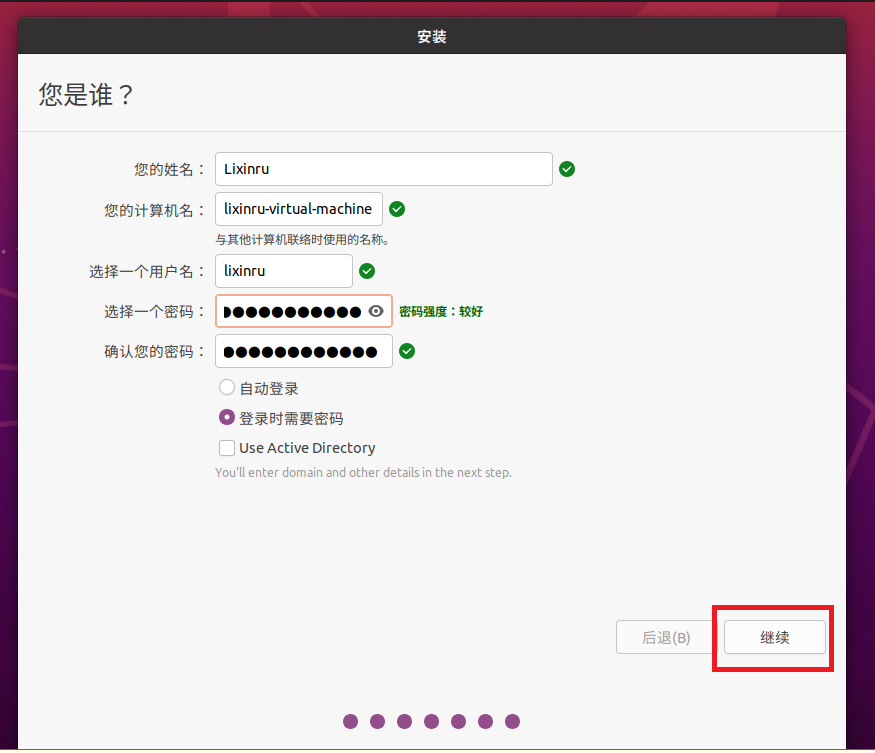 安装
您是谁？
您的姓名： Lixinru
您的计算机名： lixinru-virtual-machine
与其他计算机联络时使用的名称。
选择一个用户名： lixinru
选择一个密码： 密码强度：较好
确认您的密码：
自动登录
登录时需要密码
Use Active Directory
You'll enter domain and other details in the next step.
后退(B) 继续